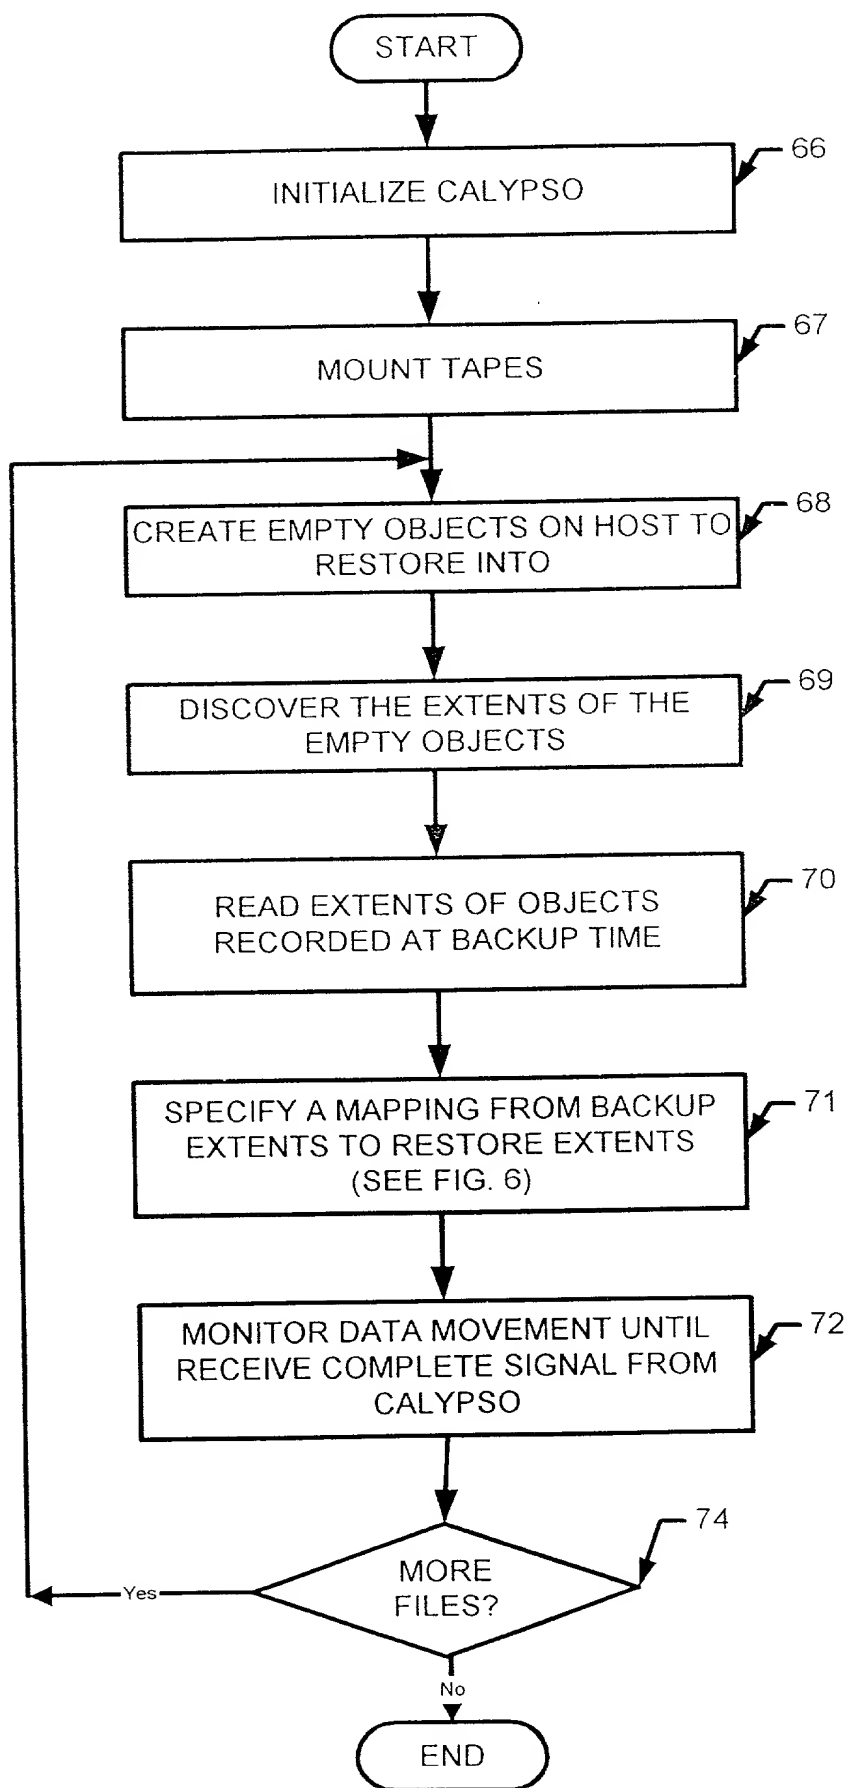 START
66
INITIALIZE CALYPSO
67
MOUNT TAPES
68
CREATE EMPTY OBJECTS ON HOST TO
RESTORE INTO
69
DISCOVER THE EXTENTS OF THE
EMPTY OBJECTS
70
READ EXTENTS OF OBJECTS
RECORDED AT BACKUP TIME
71
SPECIFY A MAPPING FROM BACKUP
EXTENTS TO RESTORE EXTENTS
(SEE FIG. 6)
72
MONITOR DATA MOVEMENT UNTIL
RECEIVE COMPLETE SIGNAL FROM
CALYPSO
74
MORE
FILES?
Yes
No
END